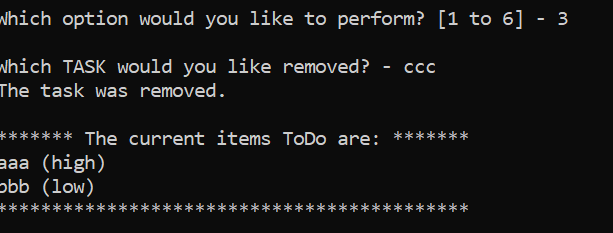 Which option would you like to perform? [1 to 6] - 3
Which TASK would you like removed? - ccc
The task was removed.
******* The current items ToDo are: *******
aaa (high)
bbb (low)
*******************************************